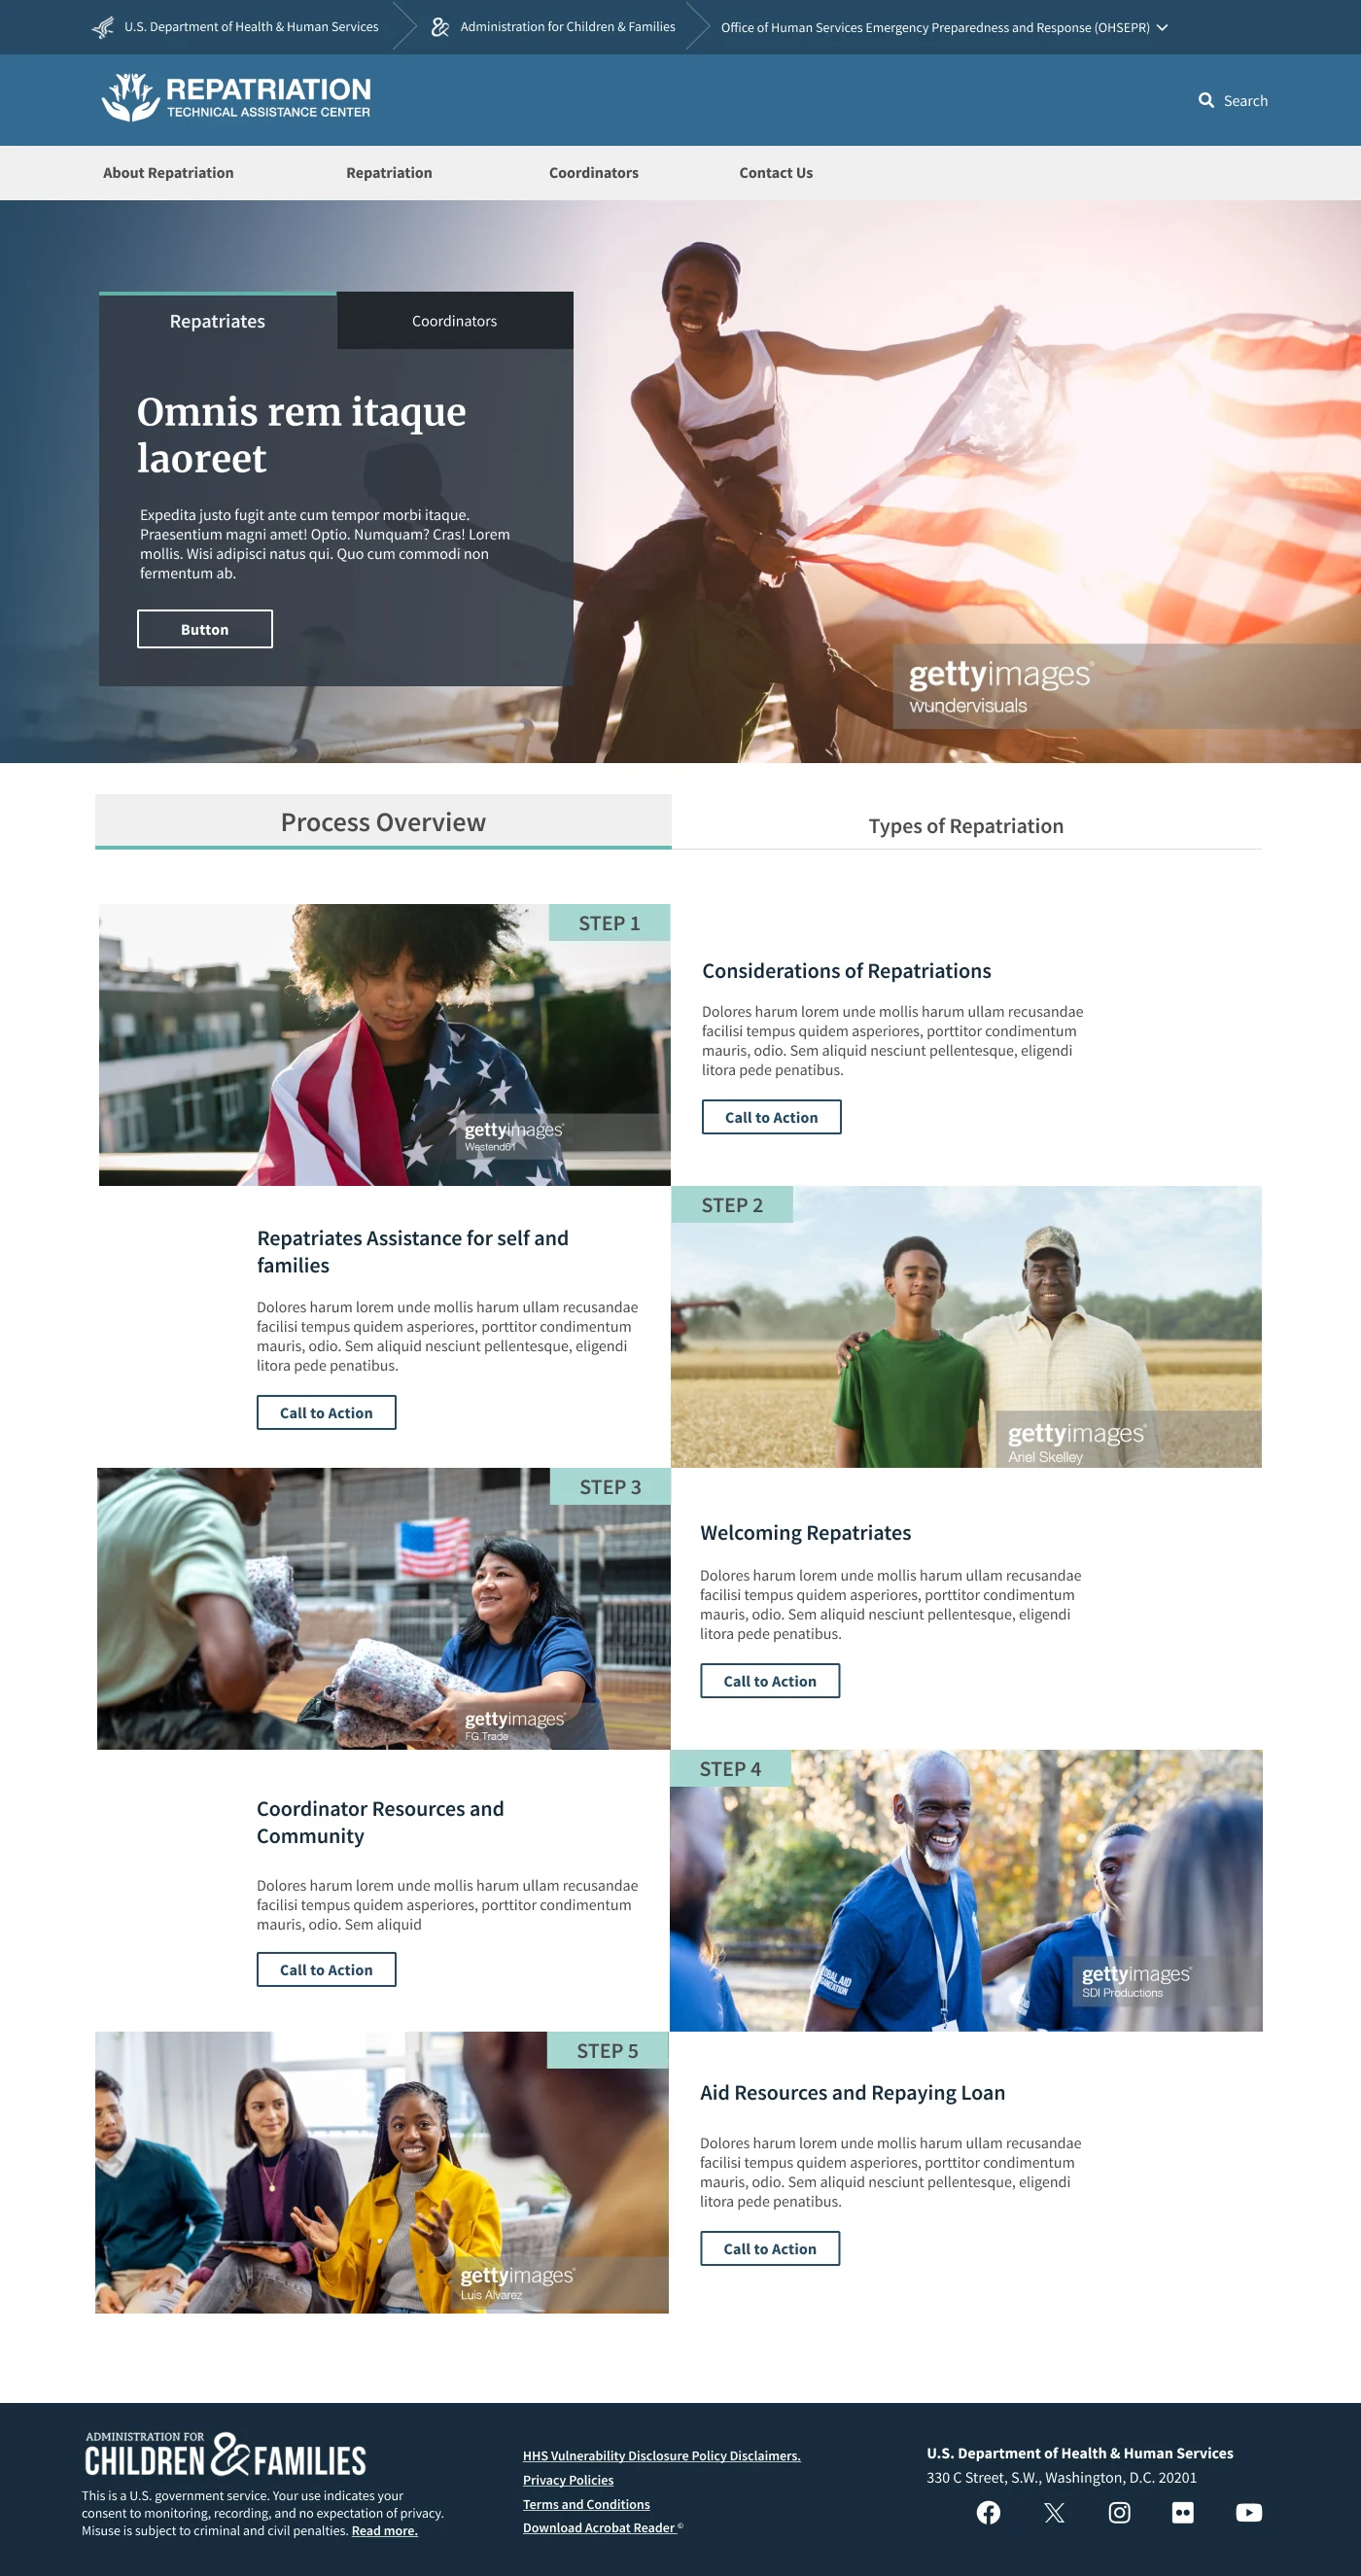 U.S. Department of Health & Human Services
Administration for Children & Families
Office of Human Services Emergency Preparedness and Response (OHSEPR)
REPATRIATION
TECHNICAL ASSISTANCE CENTER
Search
About Repatriation
Repatriation
Coordinators
Contact Us
Repatriates
Coordinators
Omnis rem itaque
laoreet
Expedita justo fugit ante cum tempor morbi itaque.
Praesentium magni amet! Optio. Numquam? Cras! Lorem
mollis. Wisi adipisci natus qui. Quo cum commodi non
fermentum ab.
Button
gettyimages®
wundervisuals
Process Overview
Types of Repatriation
STEP 1
gettyimages®
Westend61
Considerations of Repatriations
Dolores harum lorem unde mollis harum ullam recusandae
facilisi tempus quidem asperiores, porttitor condimentum
mauris, odio. Sem aliquid nesciunt pellentesque, eligendi
litora pede penatibus.
Call to Action
Repatriates Assistance for self and
families
Dolores harum lorem unde mollis harum ullam recusandae
facilisi tempus quidem asperiores, porttitor condimentum
mauris, odio. Sem aliquid nesciunt pellentesque, eligendi
litora pede penatibus.
Call to Action
STEP 2
gettyimages®
Ariel Skelley
STEP 3
gettyimages®
FG Trade
Welcoming Repatriates
Dolores harum lorem unde mollis harum ullam recusandae
facilisi tempus quidem asperiores, porttitor condimentum
mauris, odio. Sem aliquid nesciunt pellentesque, eligendi
litora pede penatibus.
Call to Action
Coordinator Resources and
Community
Dolores harum lorem unde mollis harum ullam recusandae
facilisi tempus quidem asperiores, porttitor condimentum
mauris, odio. Sem aliquid
Call to Action
STEP 4
gettyimages®
SDI Productions
STEP 5
gettyimages®
Luis Alvarez
Aid Resources and Repaying Loan
Dolores harum lorem unde mollis harum ullam recusandae
facilisi tempus quidem asperiores, porttitor condimentum
mauris, odio. Sem aliquid nesciunt pellentesque, eligendi
litora pede penatibus.
Call to Action
ADMINISTRATION FOR
CHILDREN & FAMILIES
This is a U.S. government service. Your use indicates your
consent to monitoring, recording, and no expectation of privacy.
Misuse is subject to criminal and civil penalties. Read more.
HHS Vulnerability Disclosure Policy Disclaimers.
Privacy Policies
Terms and Conditions
Download Acrobat Reader ©
U.S. Department of Health & Human Services
330 C Street, S.W., Washington, D.C. 20201